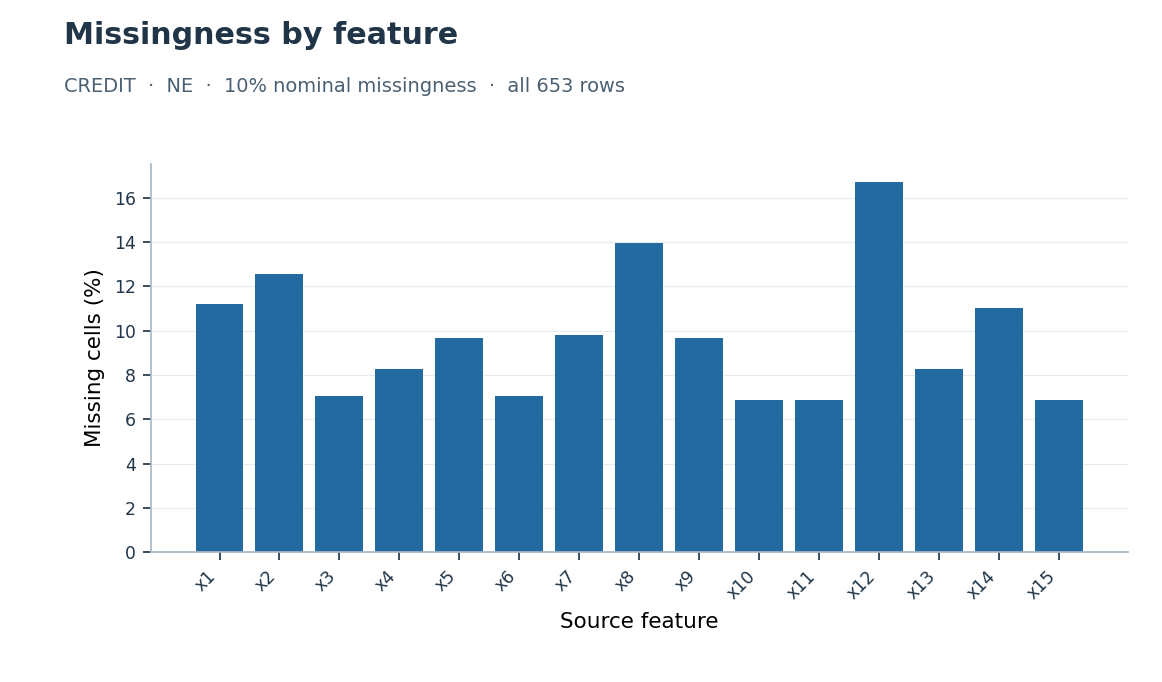 Missingness by feature
CREDIT · NE · 10% nominal missingness · all 653 rows
16
14
12
10
8
6
4
2
0
Missing cells (%)
x1 x2 x3 x4 x5 x6 x7 x8 x9 x10 x11 x12 x13 x14 x15
Source feature